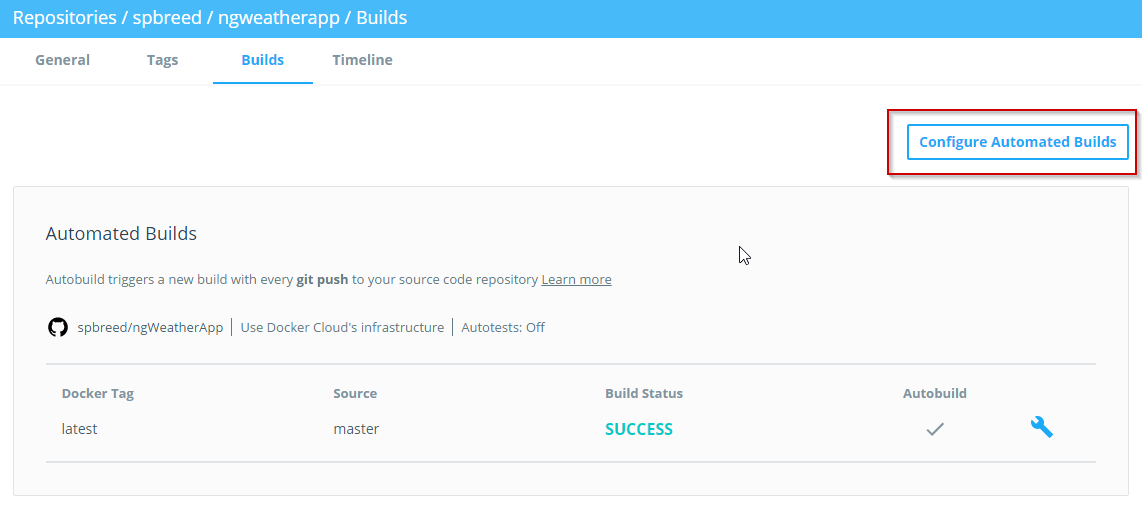 Repositories / spbreed / ngweatherapp / Builds
General Tags Builds Timeline
Configure Automated Builds
Automated Builds
Autobuild triggers a new build with every git push to your source code repository Learn more
spbreed/ngWeatherApp | Use Docker Cloud's infrastructure | Autotests: Off
Docker Tag Source Build Status Autobuild
latest master SUCCESS